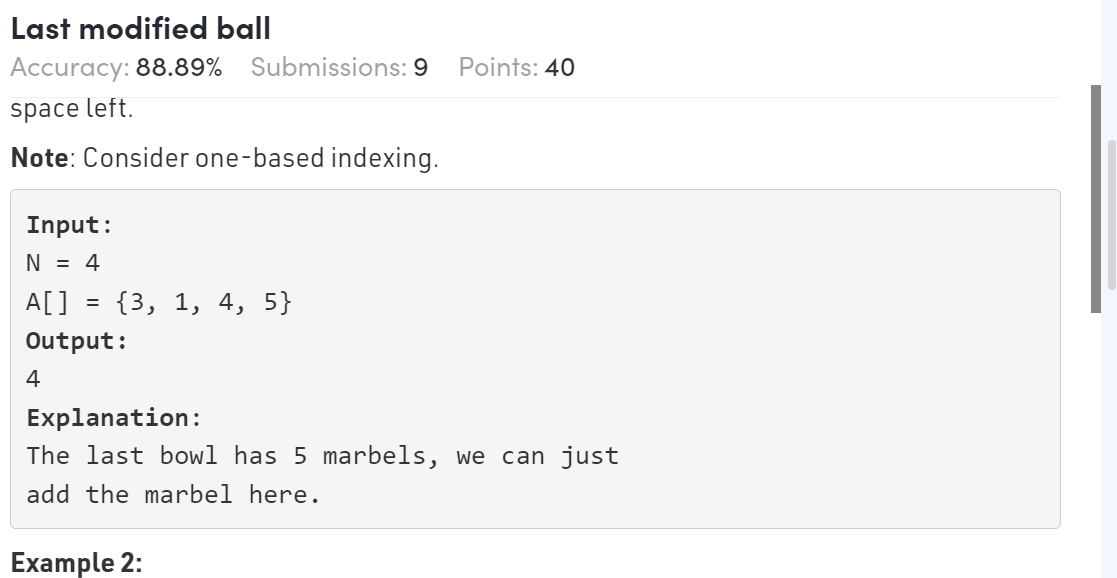 Last modified ball
Accuracy: 88.89% Submissions: 9 Points: 40
space left.
Note: Consider one-based indexing.
Input:
N = 4
A[] = {3, 1, 4, 5}
Output:
4
Explanation:
The last bowl has 5 marbels, we can just
add the marbel here.
Example 2: